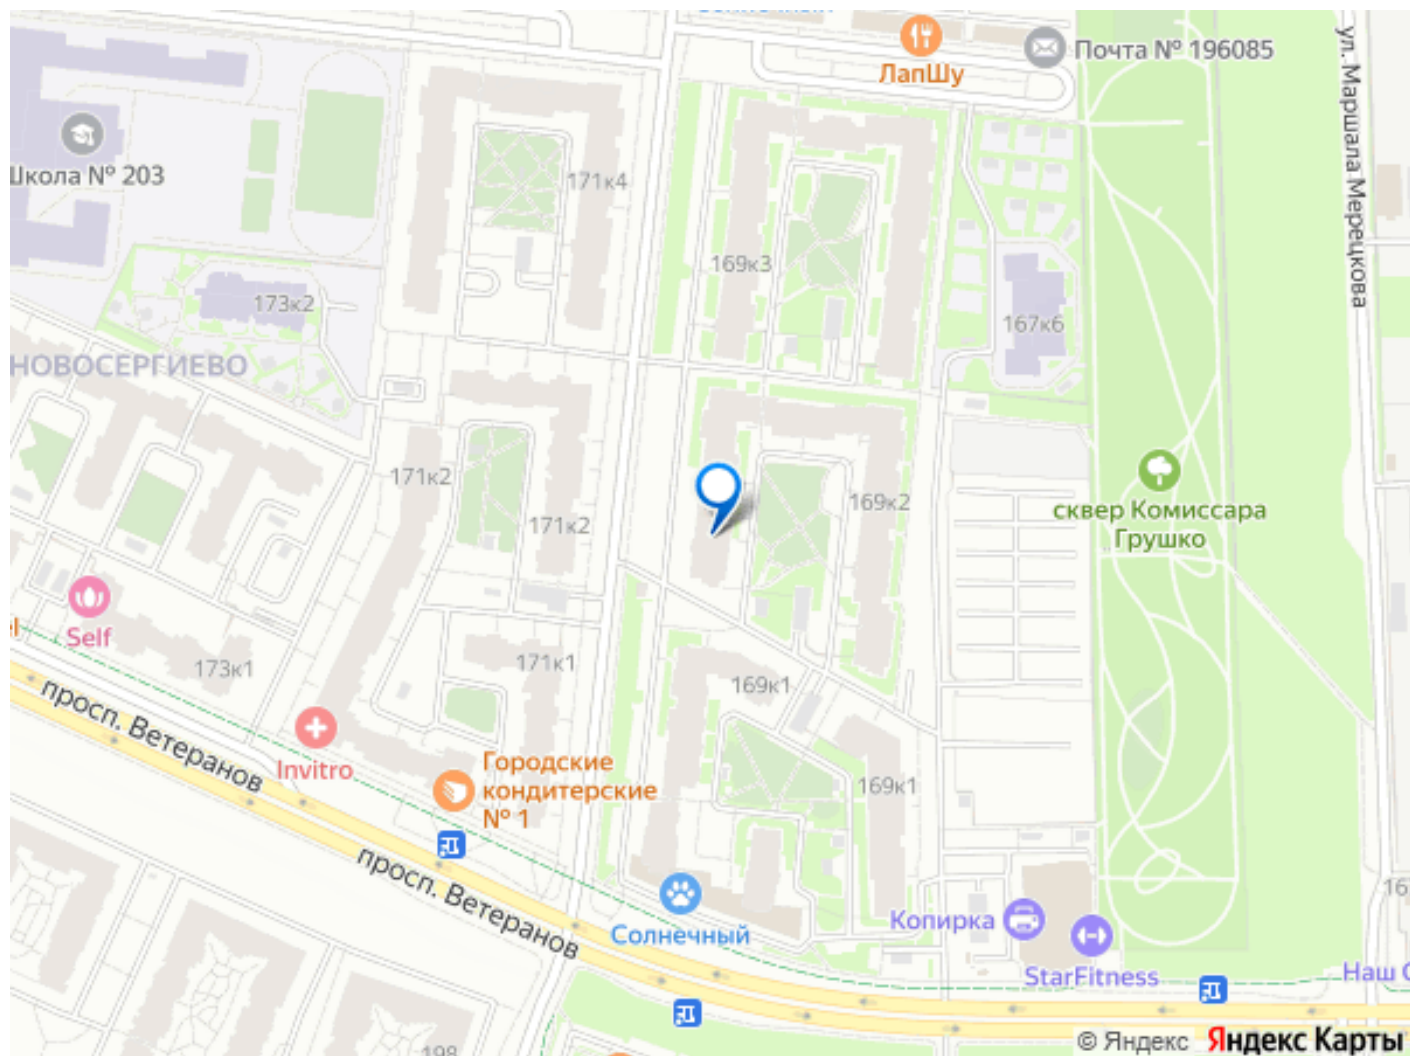 ЛапШу
Почта № 196085
ул. Маршала Мерецкова
Школа № 203
171к4
169к3
173к2
167к6
НОВОСЕРГИЕВО
171к2
169к2
171к2
сквер Комиссара
Грушко
Self
173к1
171к1
169к1
просп. Ветеранов
Invitro
Городские
кондитерские
№ 1
169к1
просп. Ветеранов
Солнечный
Копирка
StarFitness
Наш
198
© Яндекс Яндекс Карты